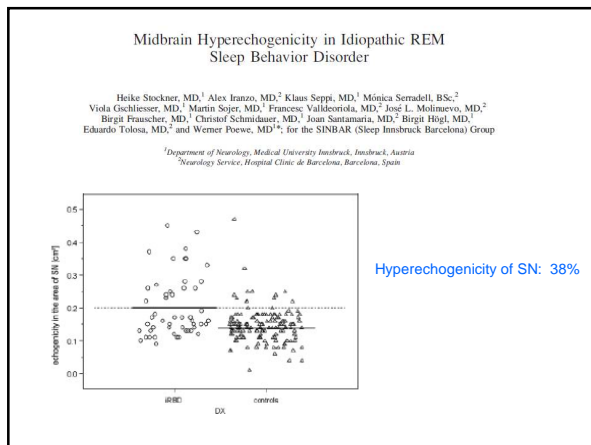 Midbrain Hyperechogenicity in Idiopathic REM
Sleep Behavior Disorder
Heike Stockner, MD,1 Alex Iranzo, MD,2 Klaus Seppi, MD,1 Mónica Serradell, BSc,2
Viola Gschliesser, MD,1 Martin Sojer, MD,1 Francesc Valldeoriola, MD,2 José L. Molinuevo, MD,2
Birgit Frauscher, MD,1 Christof Schmidauer, MD,1 Joan Santamaria, MD,2 Birgit Högl, MD,1
Eduardo Tolosa, MD,2 and Werner Poewe, MD1*; for the SINBAR (Sleep Innsbruck Barcelona) Group
1Department of Neurology, Medical University Innsbruck, Innsbruck, Austria
2Neurology Service, Hospital Clinic de Barcelona, Barcelona, Spain
echogenicity in the area of SN [cm²]
0.5
0.4
0.3
0.2
0.1
0.0
iRBD controls
DX
Hyperechogenicity of SN: 38%